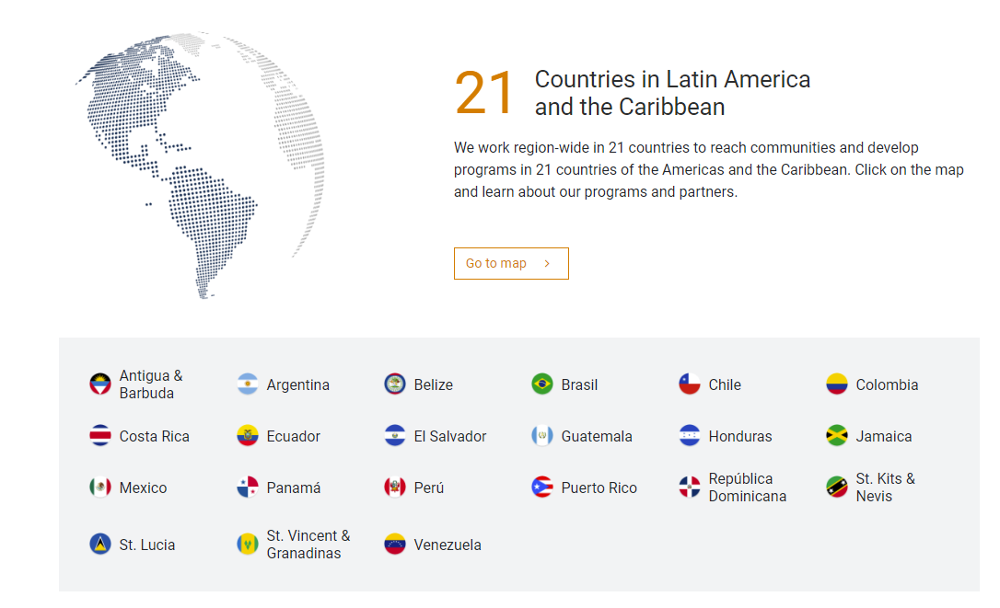 21
Countries in Latin America
and the Caribbean
We work region-wide in 21 countries to reach communities and develop
programs in 21 countries of the Americas and the Caribbean. Click on the map
and learn about our programs and partners.
Go to map
Antigua &
Barbuda
Argentina
Belize
Brasil
Chile
Colombia
Costa Rica
Ecuador
El Salvador
Guatemala
Honduras
Jamaica
Mexico
Panamá
Perú
Puerto Rico
República
Dominicana
St. Kits &
Nevis
St. Lucia
St. Vincent &
Granadinas
Venezuela